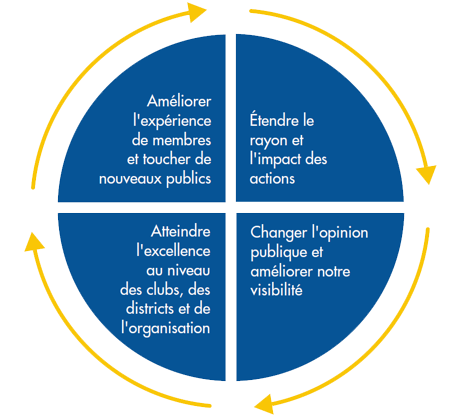 Améliorer
l'expérience
de membres
et toucher de
nouveaux publics
Étendre le
rayon et
l'impact des
actions
Atteindre
l'excellence
au niveau
des clubs, des
districts et de
l'organisation
Changer l'opinion
publique et
améliorer notre
visibilité